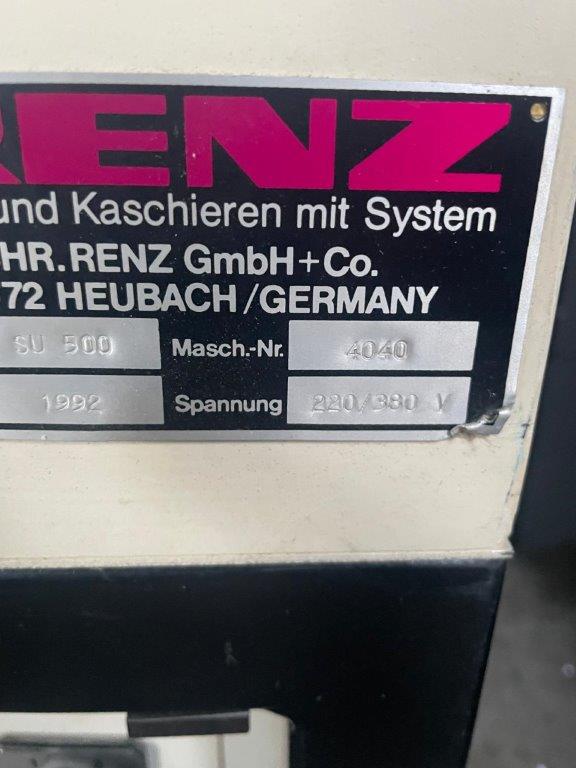 RENZ
und Kaschieren mit System
HR.RENZ GmbH+Co.
72 HEUBACH/GERMANY
SU 500 Masch.-Nr. 4040
1992 Spannung 220/380 V